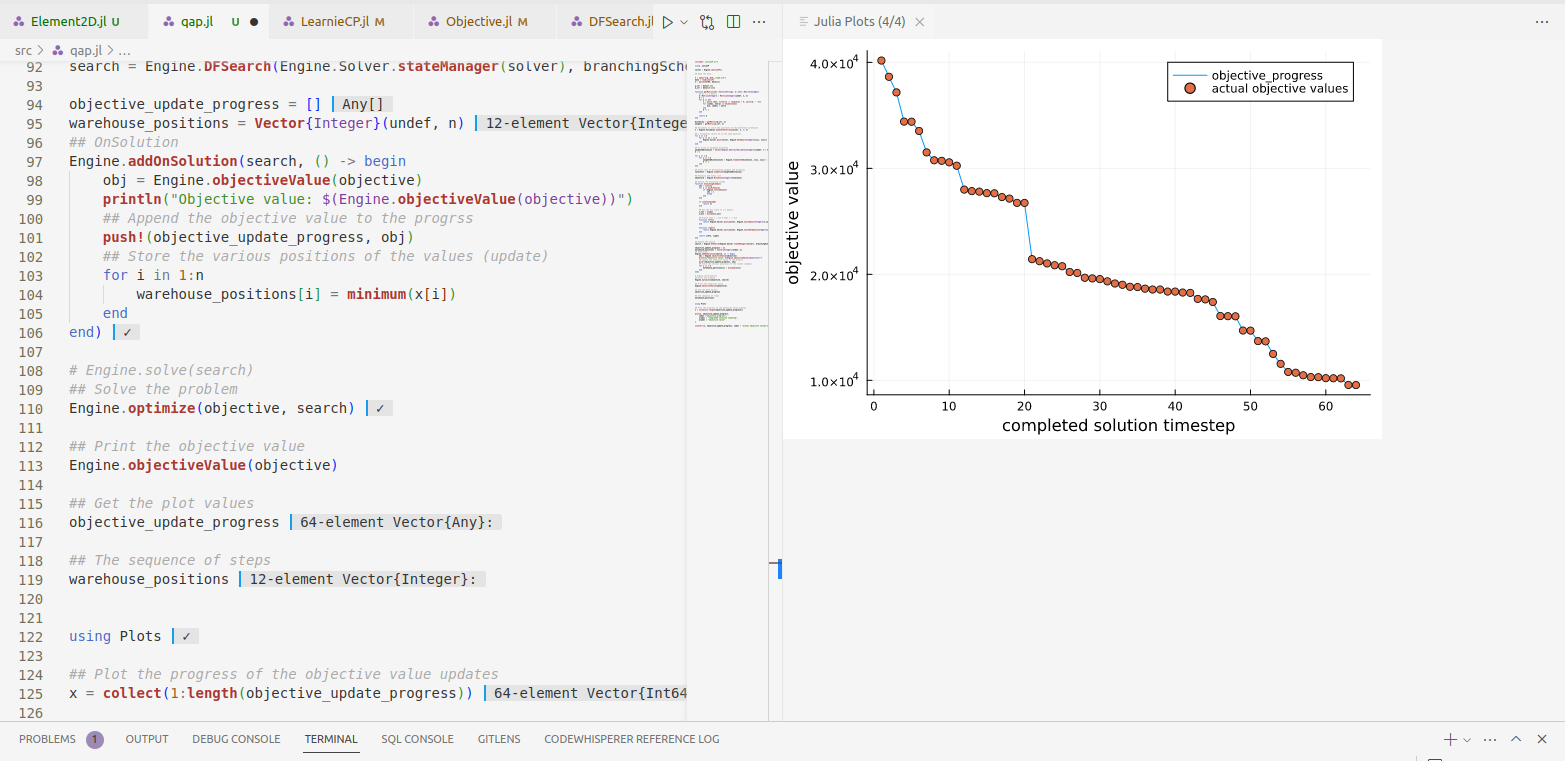 Element2D.jl U
qap.jl U
LearnieCP.jl M
Objective.jl M
DFSearch.jl
Julia Plots (4/4)
src > qap.jl > ...
92 search = Engine.DFSearch(Engine.Solver.stateManager(solver), branchingSch
93
94 objective_update_progress = [] Any[]
95 warehouse_positions = Vector{Integer}(undef, n) 12-element Vector{Intege
96 ## OnSolution
97 Engine.addOnSolution(search, () -> begin
98 obj = Engine.objectiveValue(objective)
99 println("Objective value: $(Engine.objectiveValue(objective))")
100 ## Append the objective value to the progrss
101 push!(objective_update_progress, obj)
102 ## Store the various positions of the values (update)
103 for i in 1:n
104 warehouse_positions[i] = minimum(x[i])
105 end
106 end) ✓
107
108 # Engine.solve(search)
109 ## Solve the problem
110 Engine.optimize(objective, search) ✓
111
112 ## Print the objective value
113 Engine.objectiveValue(objective)
114
115 ## Get the plot values
116 objective_update_progress 64-element Vector{Any}:
117
118 ## The sequence of steps
119 warehouse_positions 12-element Vector{Integer}:
120
121
122 using Plots ✓
123
124 ## Plot the progress of the objective value updates
125 x = collect(1:length(objective_update_progress)) 64-element Vector{Int64
126
objective value
4.0×10⁴
3.0×10⁴
2.0×10⁴
1.0×10⁴
objective_progress
actual objective values
0 10 20 30 40 50 60
completed solution timestep
PROBLEMS 1 OUTPUT DEBUG CONSOLE TERMINAL SQL CONSOLE GITLENS CODEWHISPERER REFERENCE LOG